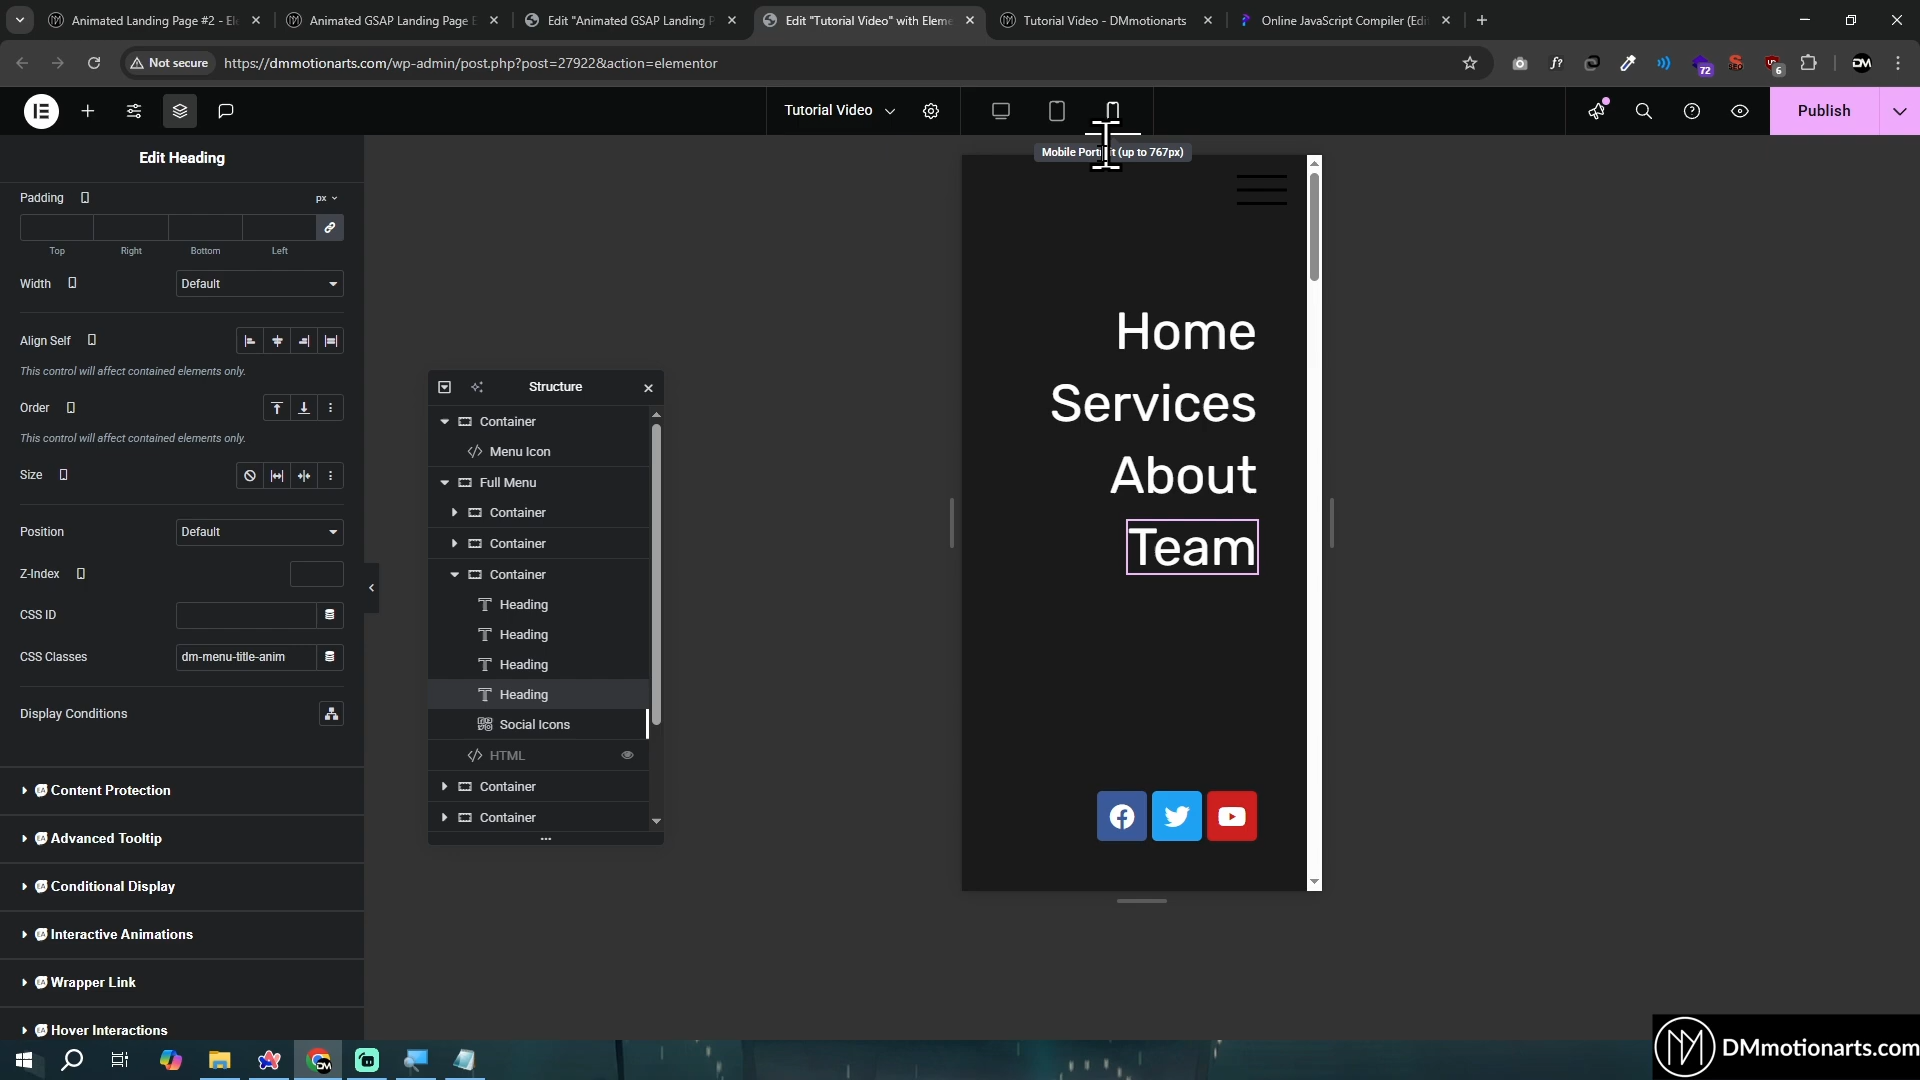 Animated Landing Page #2 - El
Animated GSAP Landing Page E
Edit "Animated GSAP Landing P
Edit "Tutorial Video" with Eleme
Tutorial Video - DMmotionarts
Online JavaScript Compiler (Edi
Not secure
https://dmmotionarts.com/wp-admin/post.php?post=27922&action=elementor
72
6
DM
Tutorial Video
Publish
Mobile Portrait (up to 767px)
Edit Heading
Padding
px
Top
Right
Bottom
Left
Width
Default
Align Self
This control will affect contained elements only.
Order
This control will affect contained elements only.
Size
Position
Default
Z-Index
CSS ID
CSS Classes
dm-menu-title-anim
Display Conditions
Content Protection
Advanced Tooltip
Conditional Display
Interactive Animations
Wrapper Link
Hover Interactions
Structure
Container
Menu Icon
Full Menu
Container
Container
Container
Heading
Heading
Heading
Heading
Social Icons
HTML
Container
Container
Home
Services
About
Team
DMmotionarts.com